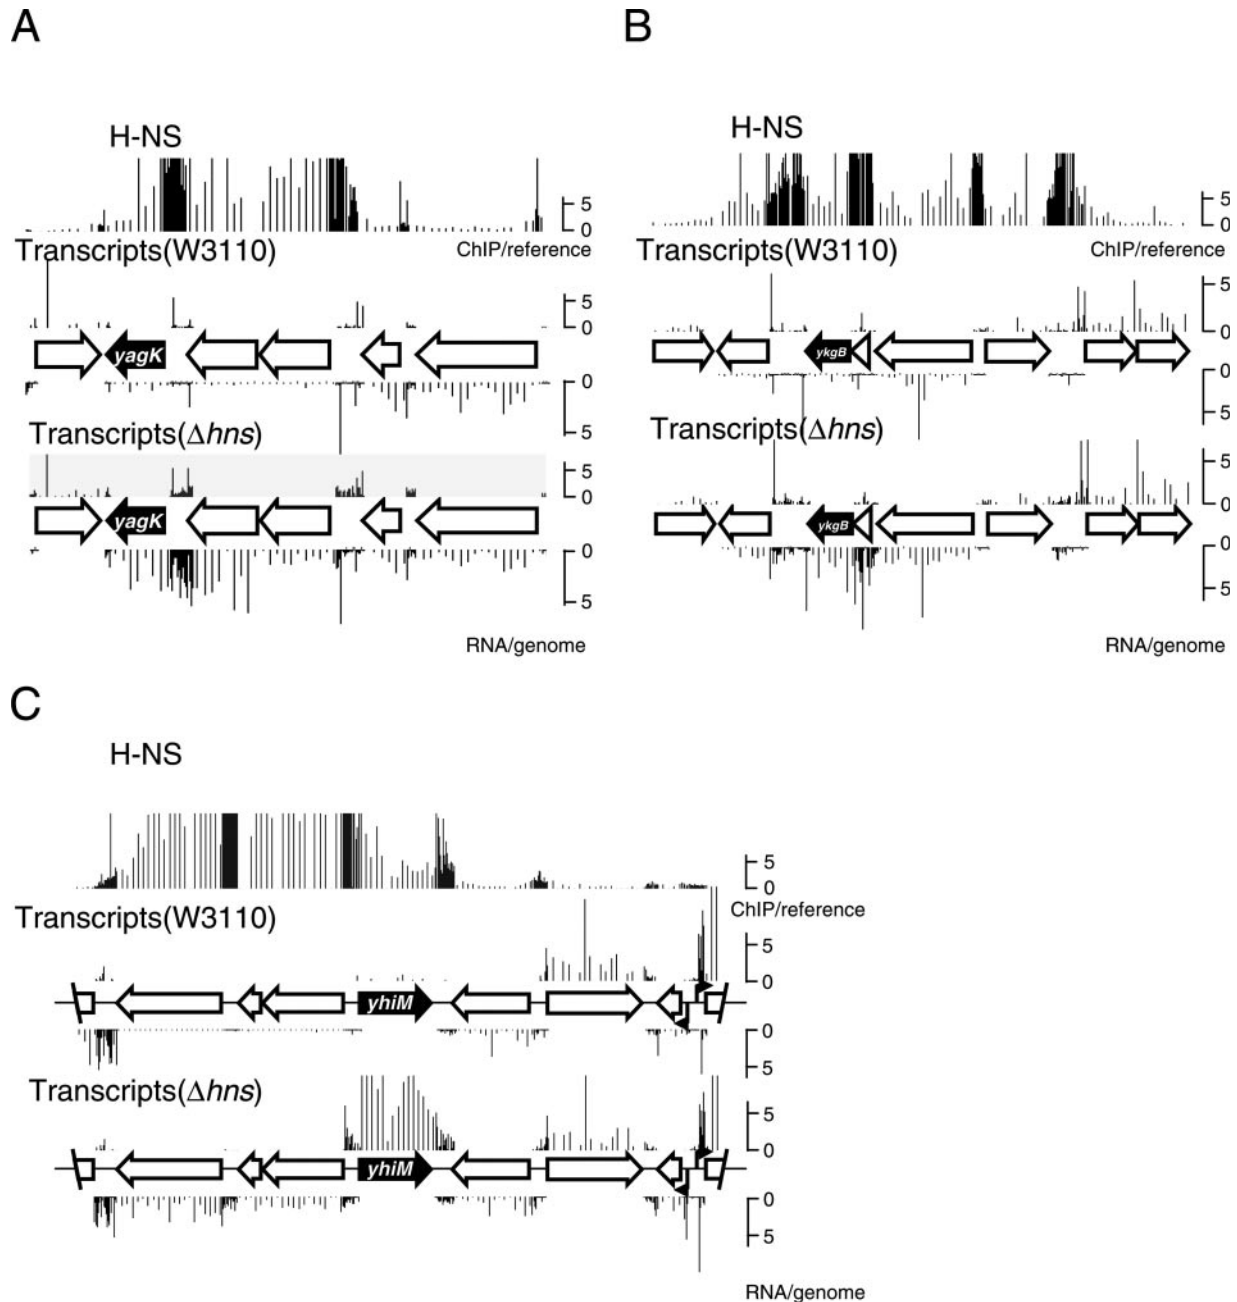 A
H-NS
5
0
ChIP/reference
Transcripts(W3110)
5
0
yagK
0
5
Transcripts(Δhns)
5
0
yagK
0
5
RNA/genome
B
H-NS
5
0
ChIP/reference
Transcripts(W3110)
5
0
ykgB
0
5
Transcripts(Δhns)
5
0
ykgB
0
5
RNA/genome
C
H-NS
5
0
ChIP/reference
Transcripts(W3110)
5
0
yhiM
0
5
Transcripts(Δhns)
5
0
yhiM
0
5
RNA/genome